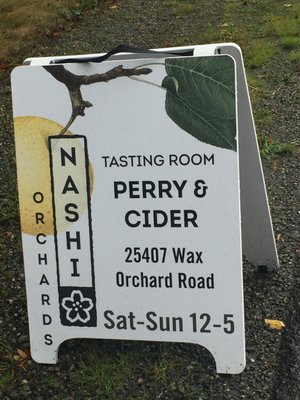 NASHI
ORCHARDS
TASTING ROOM
PERRY &
CIDER
25407 Wax
Orchard Road
Sat-Sun 12-5